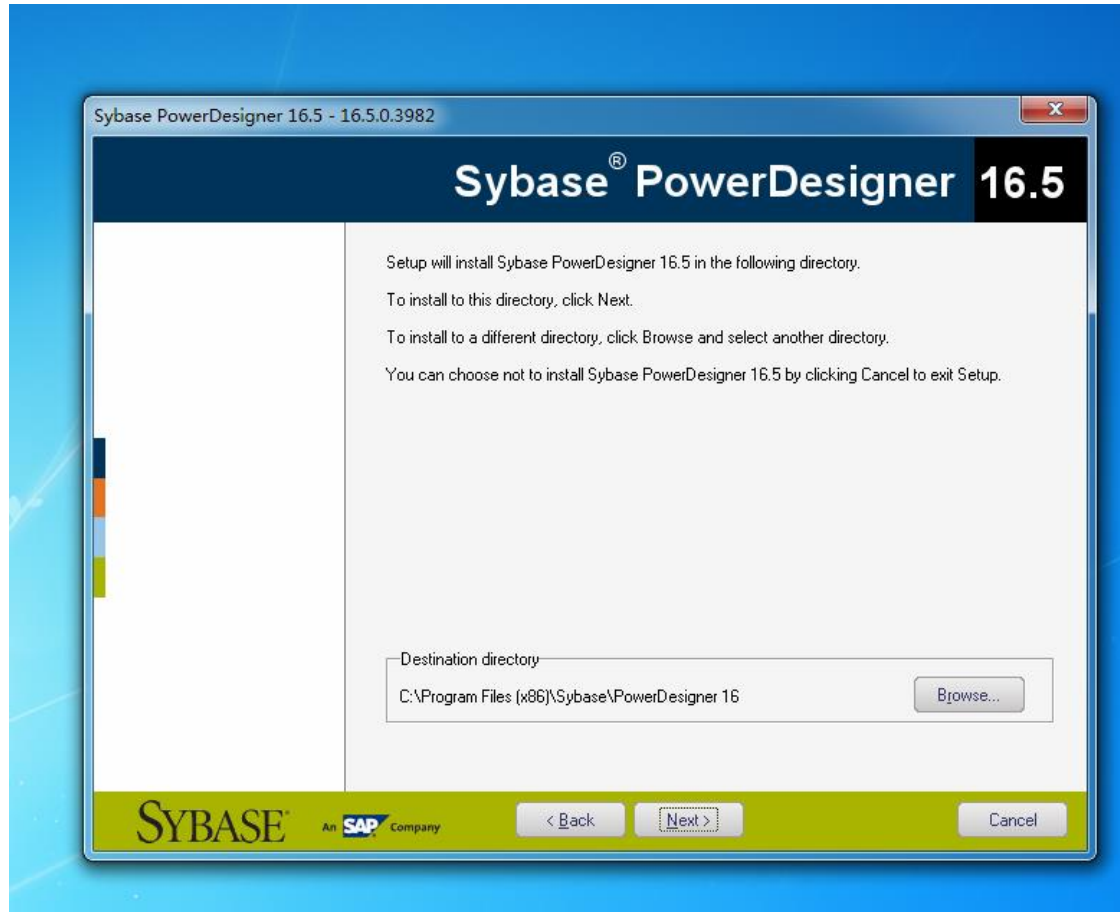 Sybase PowerDesigner 16.5 - 16.5.0.3982
Sybase® PowerDesigner 16.5
Setup will install Sybase PowerDesigner 16.5 in the following directory.
To install to this directory, click Next.
To install to a different directory, click Browse and select another directory.
You can choose not to install Sybase PowerDesigner 16.5 by clicking Cancel to exit Setup.
Destination directory
C:\Program Files (x86)\Sybase\PowerDesigner 16
Browse...
SYBASE An SAP Company
< Back
Next >
Cancel